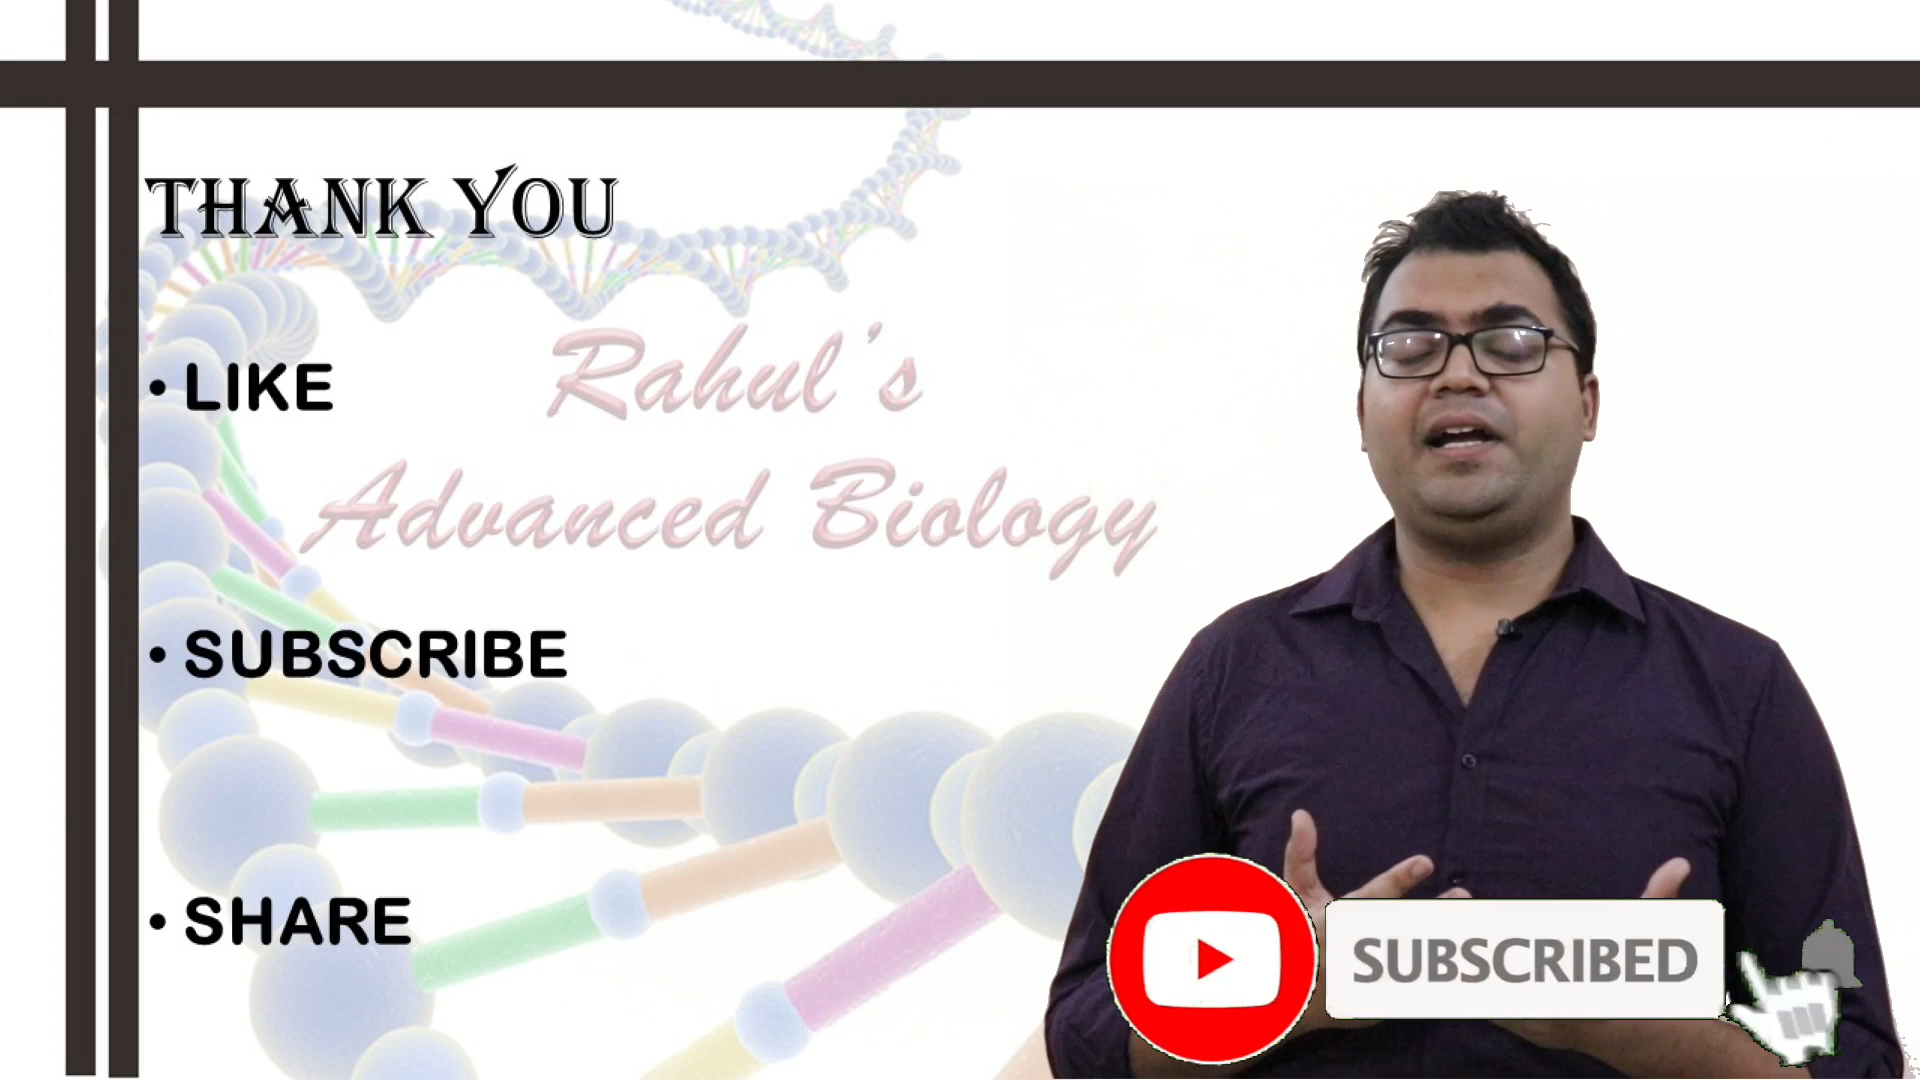 THANK YOU
• LIKE
Rahul's
Advanced Biology
• SUBSCRIBE
• SHARE
SUBSCRIBED